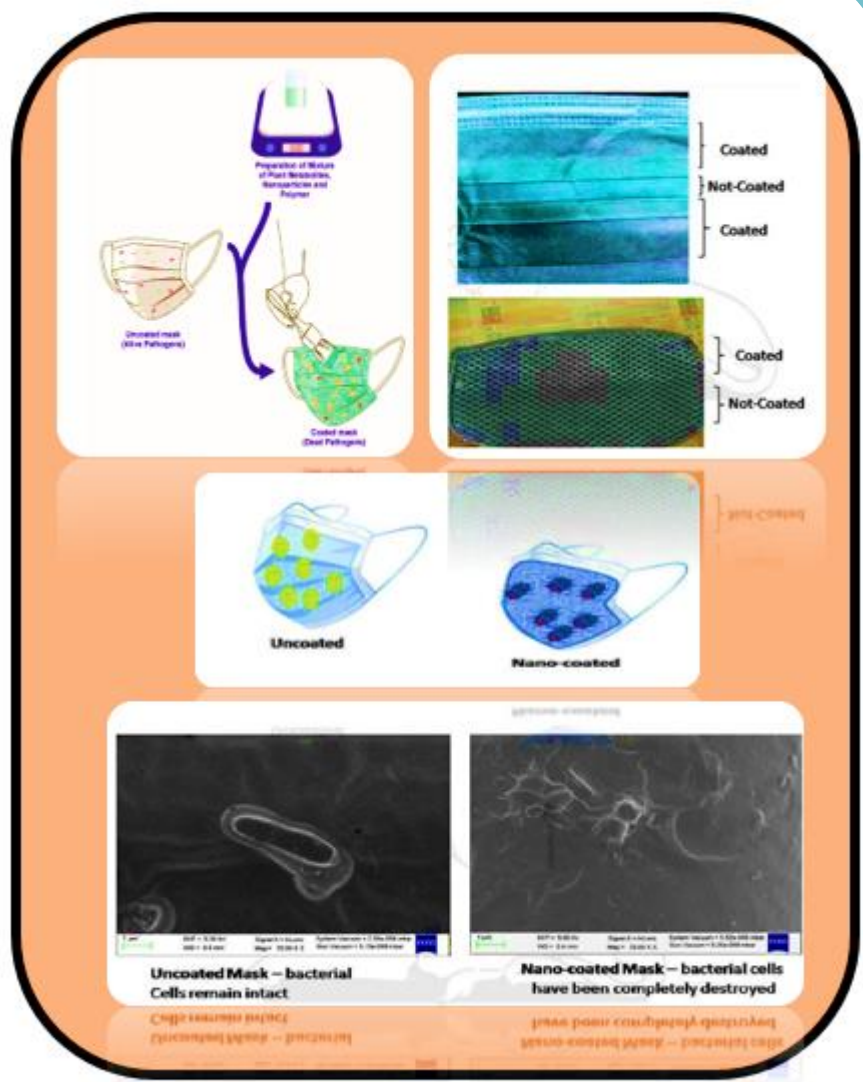 Preparation of Mixture
of Plant Metabolites,
Nanoparticles and
Polymer
Uncoated mask
(Alive Pathogens)
Coated mask
(Dead Pathogens)
Coated
Not-Coated
Coated
Coated
Not-Coated
Not-Coated
Uncoated
Nano-coated
Uncoated Mask – bacterial
Cells remain intact
Nano-coated Mask – bacterial cells
have been completely destroyed